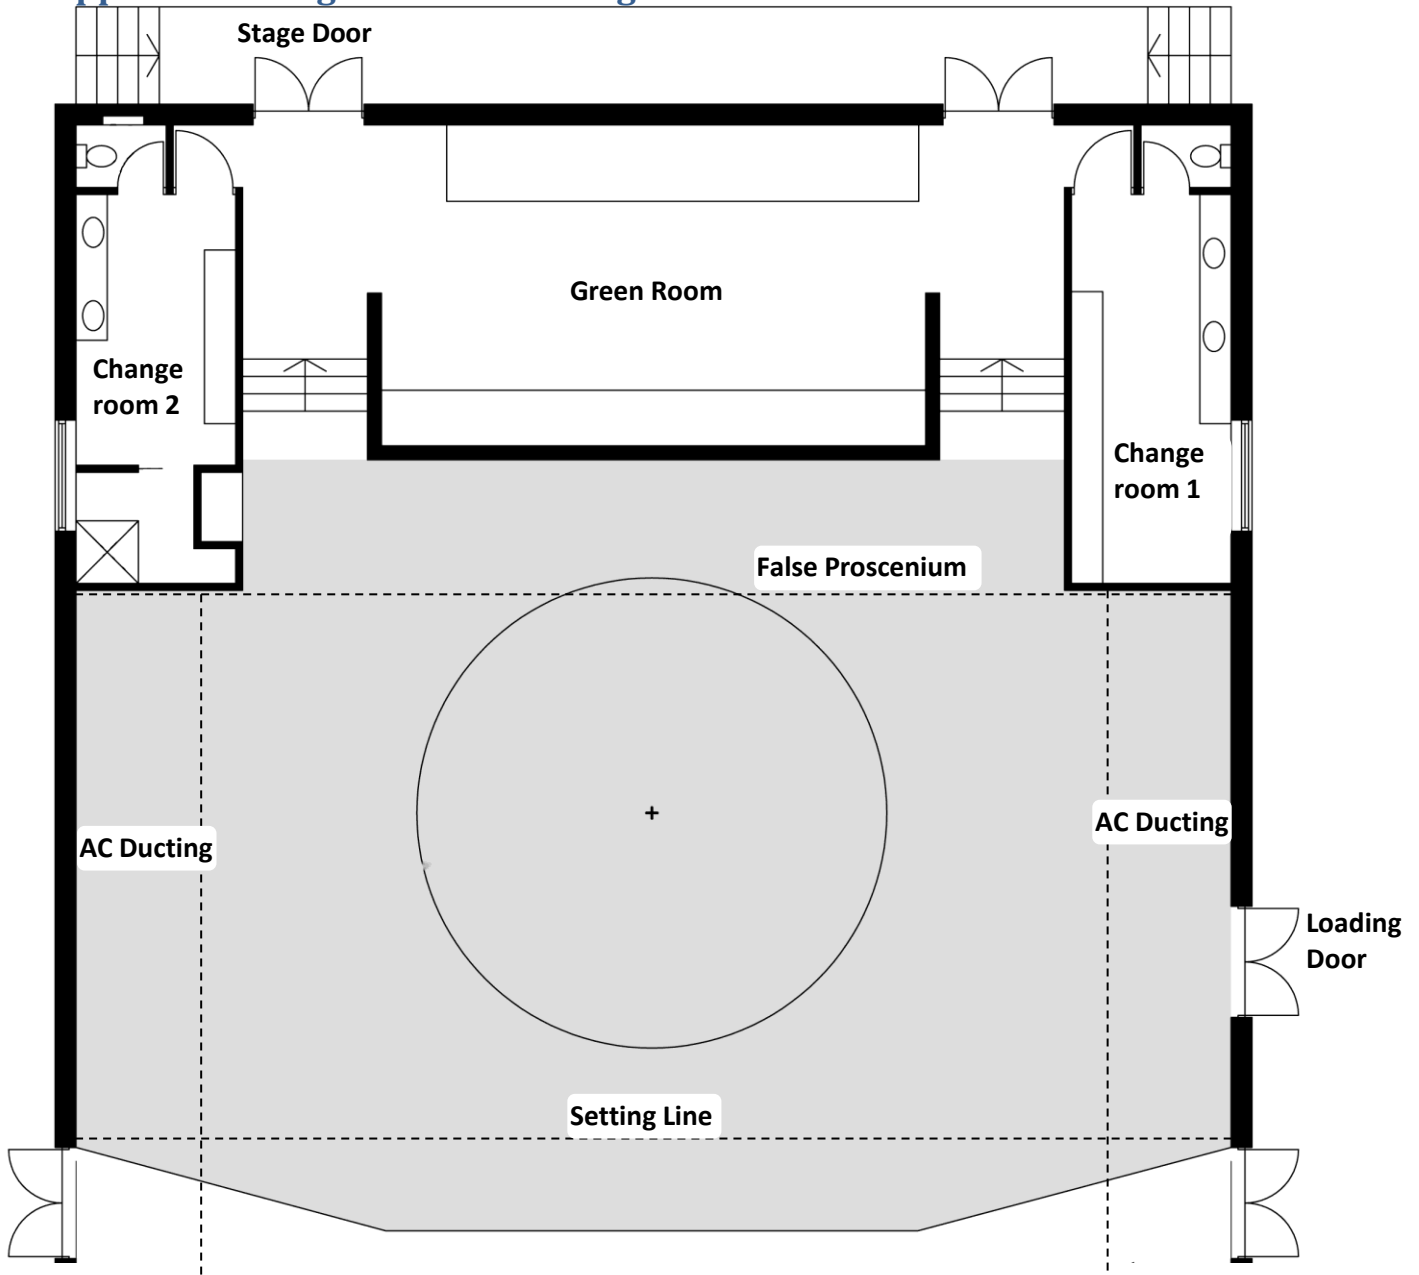 Stage Door
Green Room
Change
room 2
Change
room 1
False Proscenium
AC Ducting
AC Ducting
Loading
Door
Setting Line